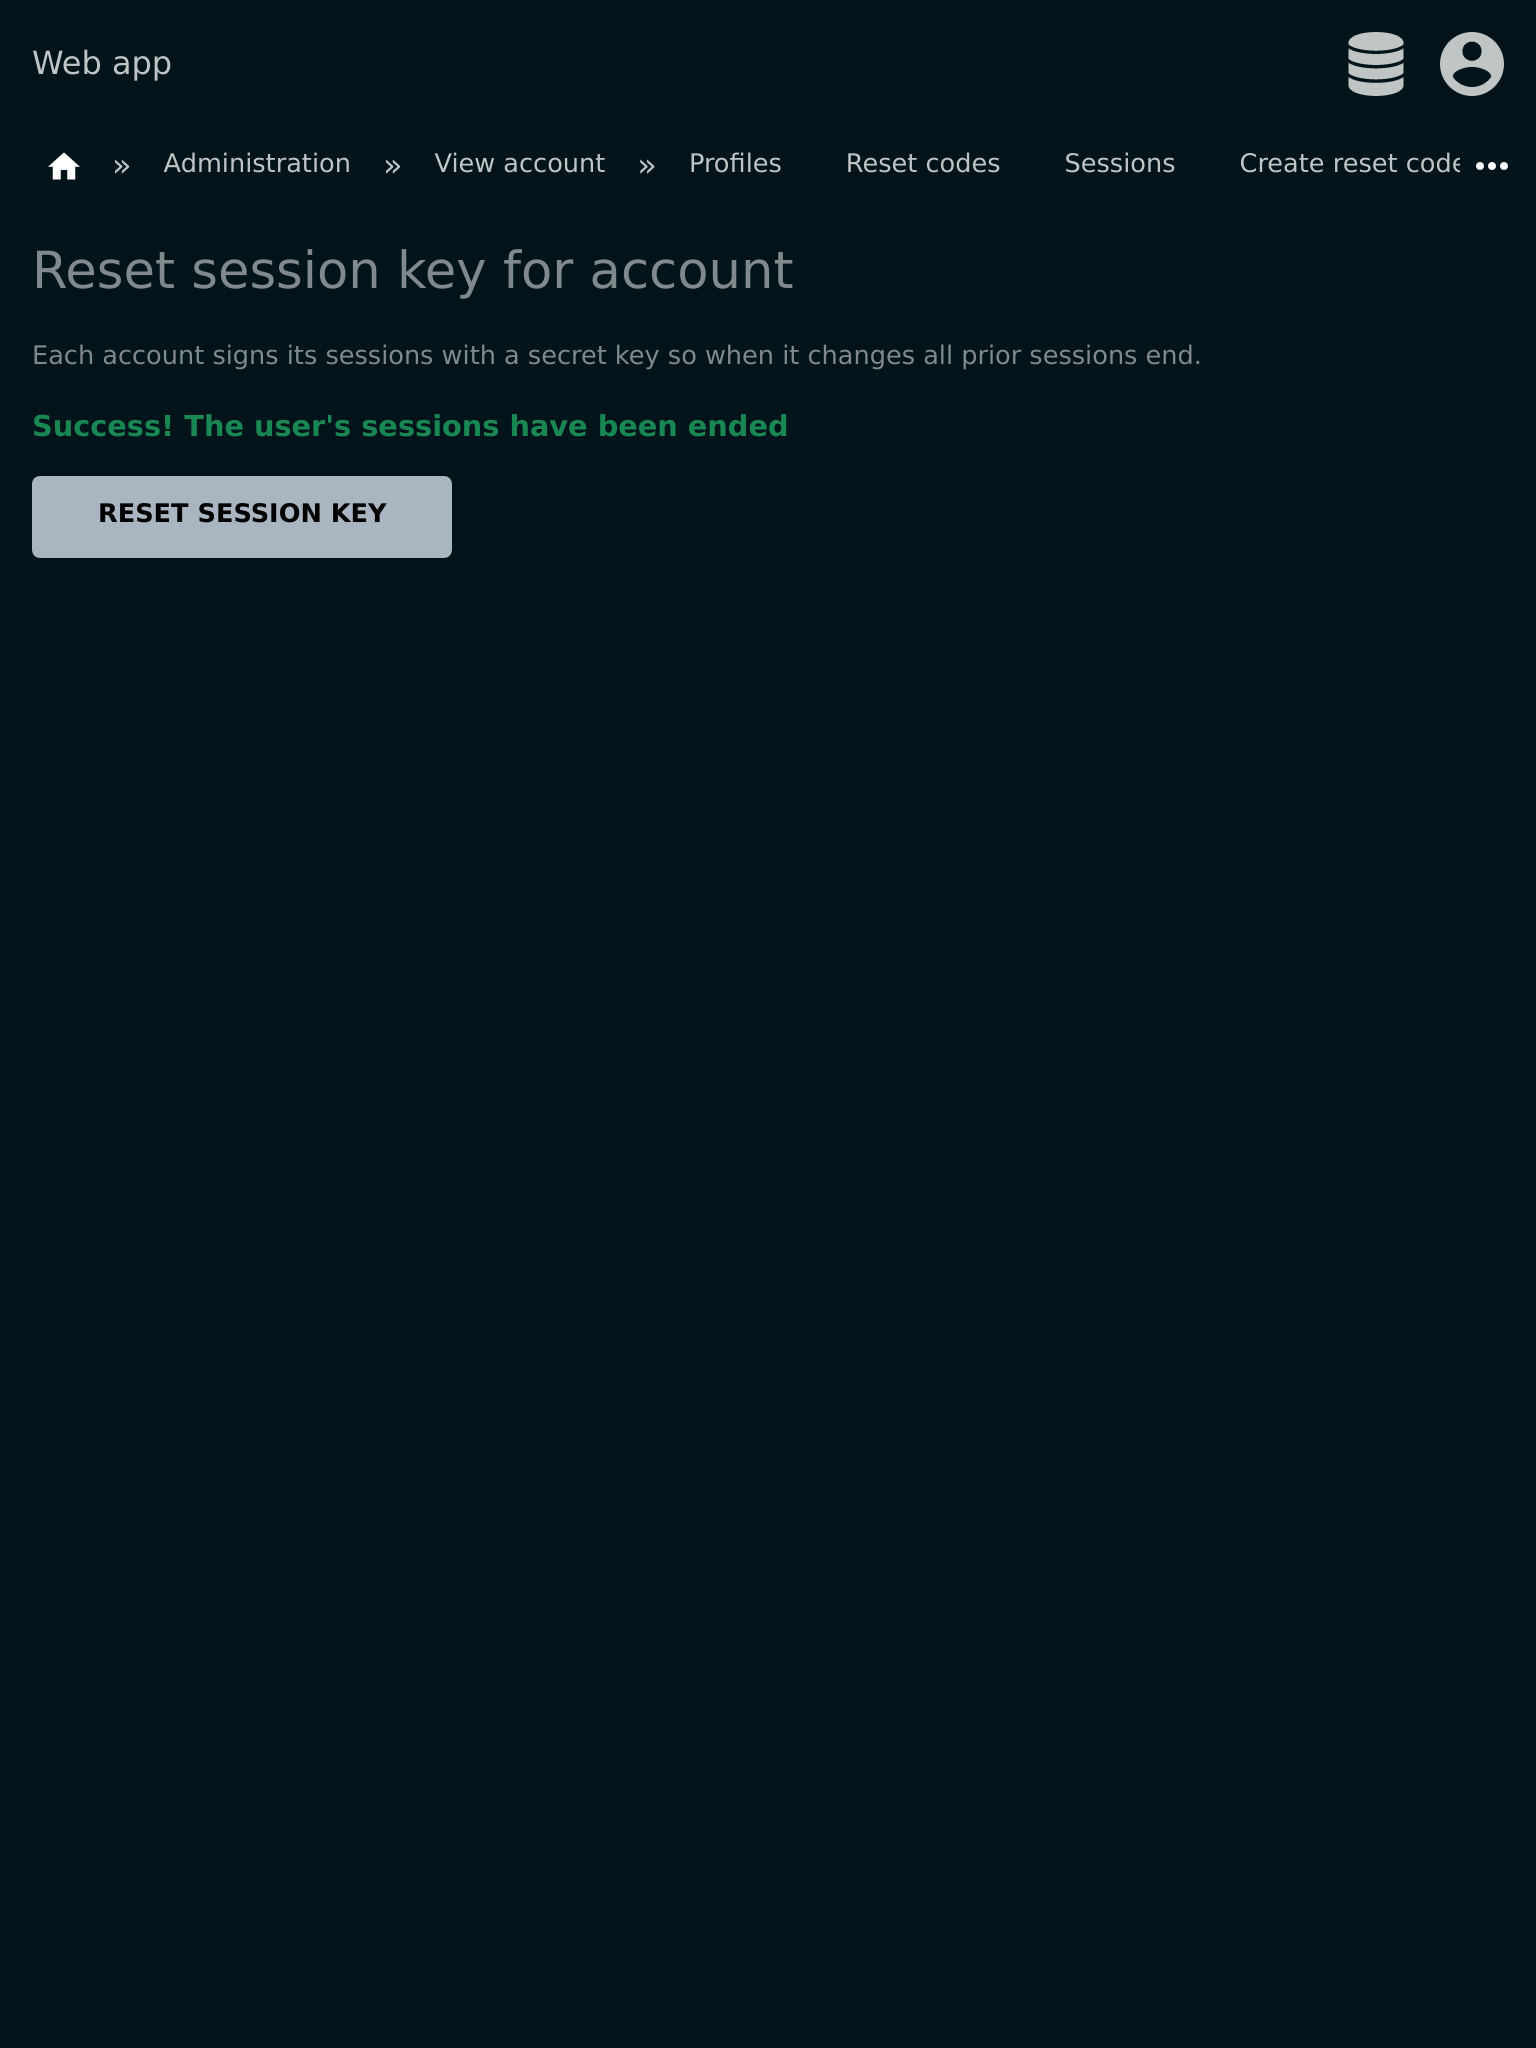 Web app
» Administration » View account » Profiles Reset codes Sessions Create reset code
Reset session key for account
Each account signs its sessions with a secret key so when it changes all prior sessions end.
Success! The user's sessions have been ended
RESET SESSION KEY